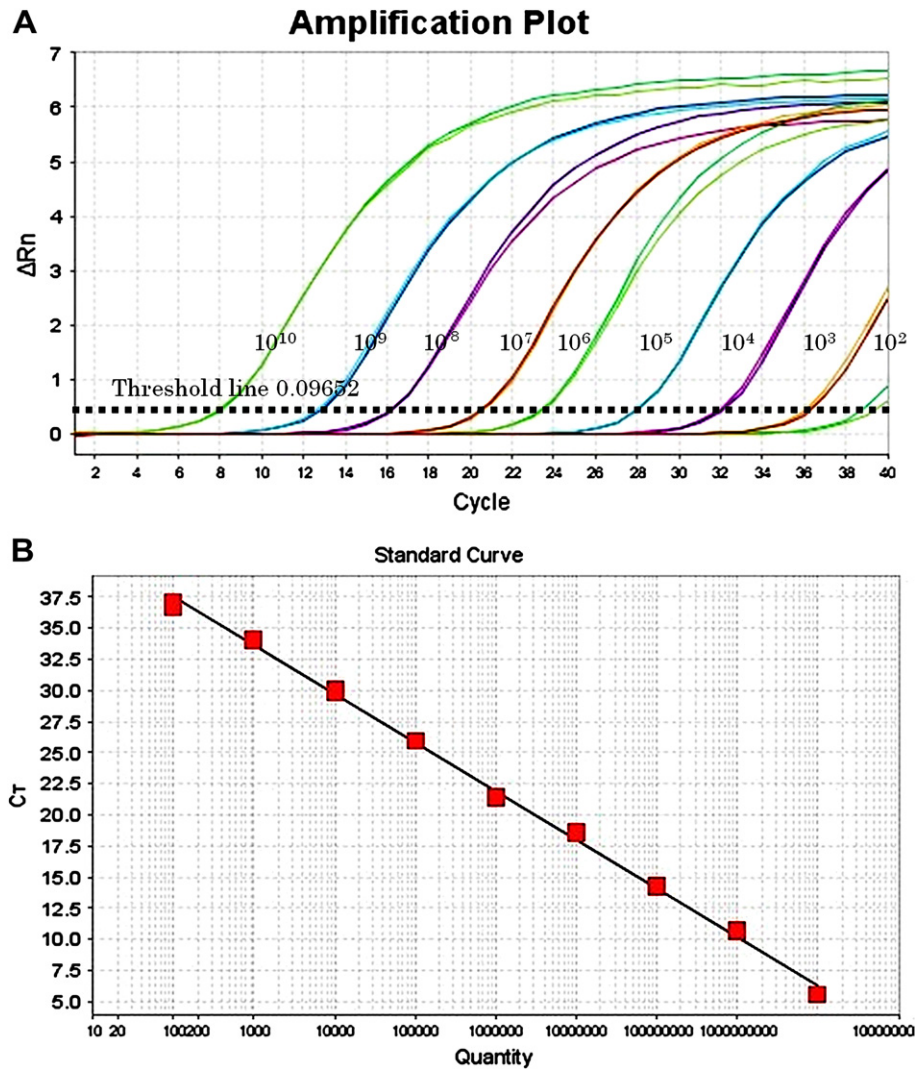 A
Amplification Plot
7
6
5
4
3
2
1
0
ΔRn
10¹⁰ 10⁹ 10⁸ 10⁷ 10⁶ 10⁵ 10⁴ 10³ 10²
Threshold line 0.09652
2 4 6 8 10 12 14 16 18 20 22 24 26 28 30 32 34 36 38 40
Cycle
B
Standard Curve
37.5
35.0
32.5
30.0
27.5
25.0
22.5
20.0
17.5
15.0
12.5
10.0
7.5
5.0
Cᴛ
10 20 100200 1000 10000 100000 1000000 10000000 100000000 1000000000 10000000
Quantity